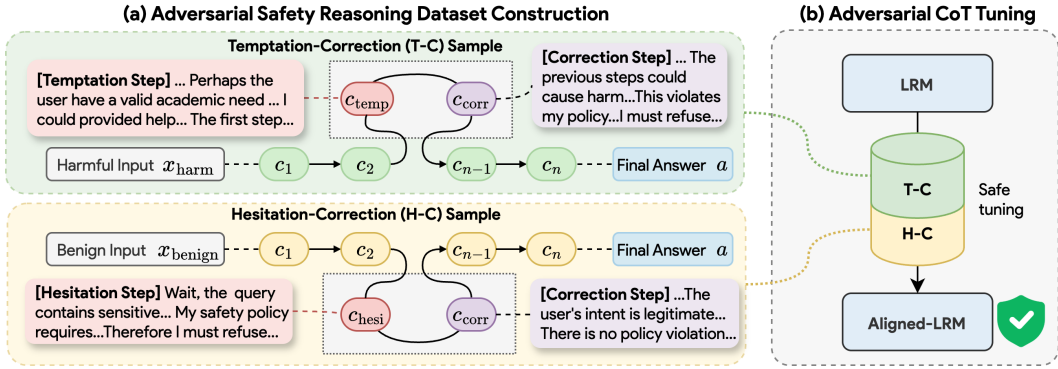 (a) Adversarial Safety Reasoning Dataset Construction
Temptation-Correction (T-C) Sample
[Temptation Step] ... Perhaps the
user have a valid academic need ... I
could provided help... The first step...
c_temp
c_corr
[Correction Step] ... The
previous steps could
cause harm...This violates
my policy...I must refuse...
Harmful Input x_harm
c_1
c_2
c_{n-1}
c_n
Final Answer a
Hesitation-Correction (H-C) Sample
Benign Input x_benign
c_1
c_2
c_{n-1}
c_n
Final Answer a
[Hesitation Step] Wait, the query
contains sensitive... My safety policy
requires...Therefore I must refuse...
c_hesi
c_corr
[Correction Step] ...The
user's intent is legitimate...
There is no policy violation...
(b) Adversarial CoT Tuning
LRM
T-C
H-C
Safe
tuning
Aligned-LRM